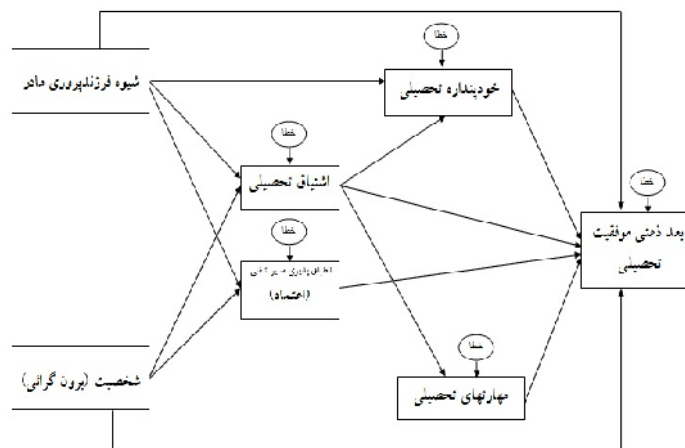 خطا
شیوه فرزندپروری مادر
خودپنداره تحصیلی
خطا
اشتیاق تحصیلی
خطا
خطا
بعد ذهنی موفقیت
تحصیلی
(اعتماد)
خطا
شخصیت (برون گرائی)
مهارتهای تحصیلی